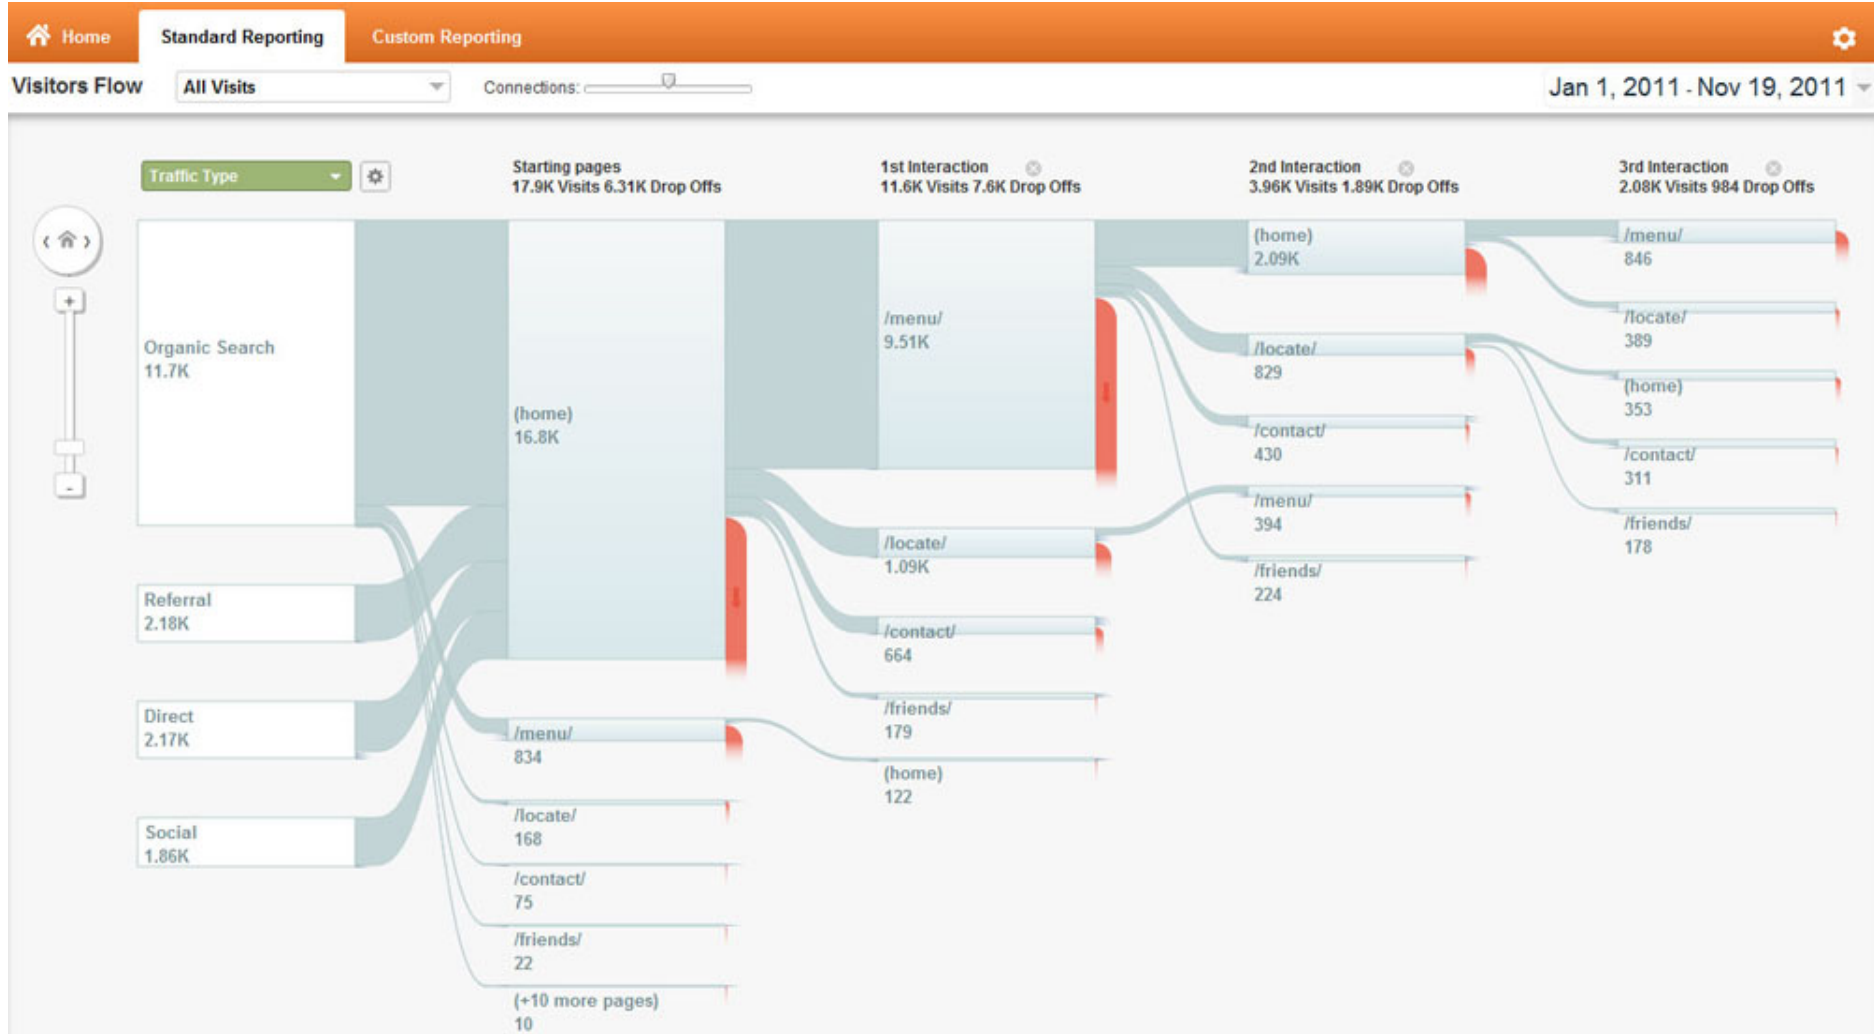 Home
Standard Reporting
Custom Reporting
Visitors Flow
All Visits
Connections:
Jan 1, 2011 - Nov 19, 2011
Traffic Type
Organic Search
11.7K
Referral
2.18K
Direct
2.17K
Social
1.86K
Starting pages
17.9K Visits 6.31K Drop Offs
(home)
16.8K
/menu/
834
/locate/
168
/contact/
75
/friends/
22
(+10 more pages)
10
1st Interaction
11.6K Visits 7.6K Drop Offs
/menu/
9.51K
/locate/
1.09K
/contact/
664
/friends/
179
(home)
122
2nd Interaction
3.96K Visits 1.89K Drop Offs
(home)
2.09K
/locate/
829
/contact/
430
/menu/
394
/friends/
224
3rd Interaction
2.08K Visits 984 Drop Offs
/menu/
846
/locate/
389
(home)
353
/contact/
311
/friends/
178